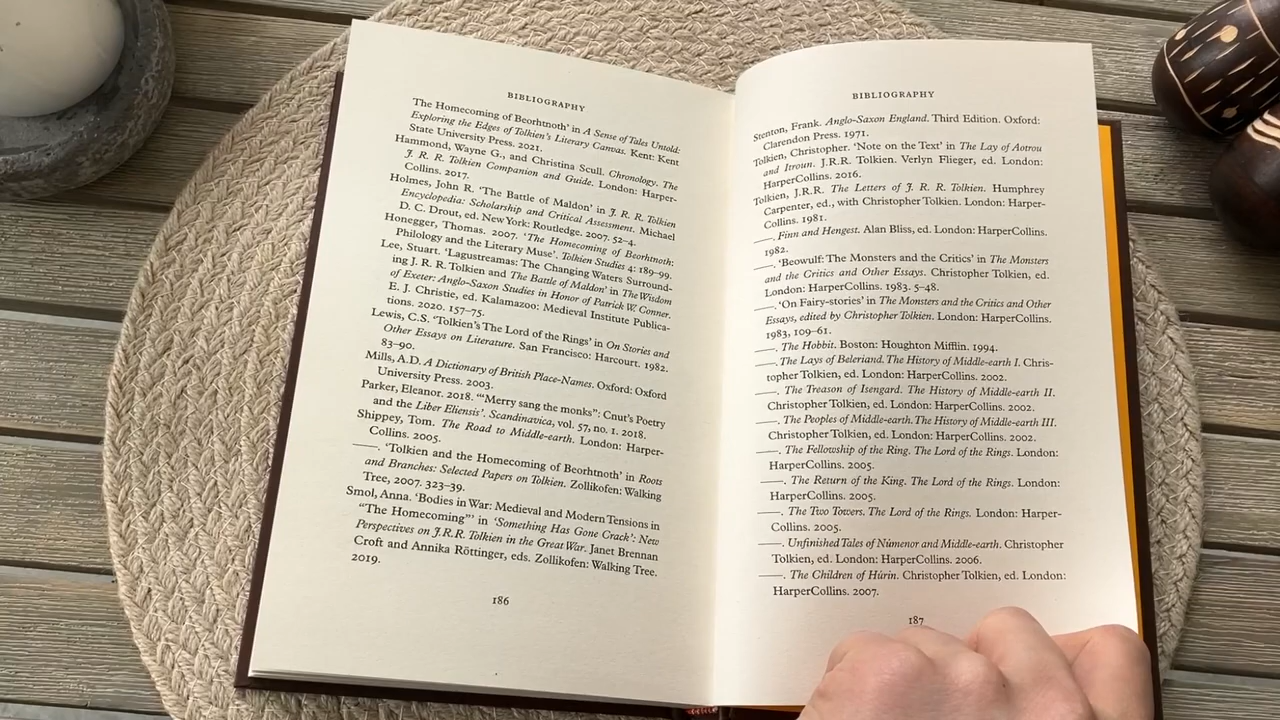 BIBLIOGRAPHY
The Homecoming of Beorhtnoth' in A Sense of Tales Untold:
Exploring the Edges of Tolkien's Literary Canvas. Kent: Kent
State University Press. 2021.
Hammond, Wayne G., and Christina Scull. Chronology. The
J. R. R. Tolkien Companion and Guide. London: Harper-
Collins. 2017.
Holmes, John R. 'The Battle of Maldon' in J. R. R. Tolkien
Encyclopedia: Scholarship and Critical Assessment. Michael
D. C. Drout, ed. New York: Routledge. 2007. 52–4.
Honegger, Thomas. 2007. 'The Homecoming of Beorhtnoth:
Philology and the Literary Muse'. Tolkien Studies 4: 189–99.
Lee, Stuart. 'Lagustreamas: The Changing Waters Surround-
ing J. R. R. Tolkien and The Battle of Maldon' in The Wisdom
of Exeter: Anglo-Saxon Studies in Honor of Patrick W. Conner.
E. J. Christie, ed. Kalamazoo: Medieval Institute Publica-
tions. 2020. 157–75.
Lewis, C.S. 'Tolkien's The Lord of the Rings' in On Stories and
Other Essays on Literature. San Francisco: Harcourt. 1982.
83–90.
Mills, A.D. A Dictionary of British Place-Names. Oxford: Oxford
University Press. 2003.
Parker, Eleanor. 2018. '"Merry sang the monks": Cnut's Poetry
and the Liber Eliensis'. Scandinavica, vol. 57, no. 1. 2018.
Shippey, Tom. The Road to Middle-earth. London: Harper-
Collins. 2005.
——. 'Tolkien and the Homecoming of Beorhtnoth' in Roots
and Branches: Selected Papers on Tolkien. Zollikofen: Walking
Tree, 2007. 323–39.
Smol, Anna. 'Bodies in War: Medieval and Modern Tensions in
"The Homecoming"' in 'Something Has Gone Crack': New
Perspectives on J.R.R. Tolkien in the Great War. Janet Brennan
Croft and Annika Röttinger, eds. Zollikofen: Walking Tree.
2019.
186
BIBLIOGRAPHY
Stenton, Frank. Anglo-Saxon England. Third Edition. Oxford:
Clarendon Press. 1971.
Tolkien, Christopher. 'Note on the Text' in The Lay of Aotrou
and Itroun. J.R.R. Tolkien. Verlyn Flieger, ed. London:
HarperCollins. 2016.
Tolkien, J.R.R. The Letters of J. R. R. Tolkien. Humphrey
Carpenter, ed., with Christopher Tolkien. London: Harper-
Collins. 1981.
——. Finn and Hengest. Alan Bliss, ed. London: HarperCollins.
1982.
——. 'Beowulf: The Monsters and the Critics' in The Monsters
and the Critics and Other Essays. Christopher Tolkien, ed.
London: HarperCollins. 1983. 5–48.
——. 'On Fairy-stories' in The Monsters and the Critics and Other
Essays, edited by Christopher Tolkien. London: HarperCollins.
1983, 109–61.
——. The Hobbit. Boston: Houghton Mifflin. 1994.
——. The Lays of Beleriand. The History of Middle-earth I. Chris-
topher Tolkien, ed. London: HarperCollins. 2002.
——. The Treason of Isengard. The History of Middle-earth II.
Christopher Tolkien, ed. London: HarperCollins. 2002.
——. The Peoples of Middle-earth. The History of Middle-earth III.
Christopher Tolkien, ed. London: HarperCollins. 2002.
——. The Fellowship of the Ring. The Lord of the Rings. London:
HarperCollins. 2005.
——. The Return of the King. The Lord of the Rings. London:
HarperCollins. 2005.
——. The Two Towers. The Lord of the Rings. London: Harper-
Collins. 2005.
——. Unfinished Tales of Númenor and Middle-earth. Christopher
Tolkien, ed. London: HarperCollins. 2006.
——. The Children of Húrin. Christopher Tolkien, ed. London:
HarperCollins. 2007.
187